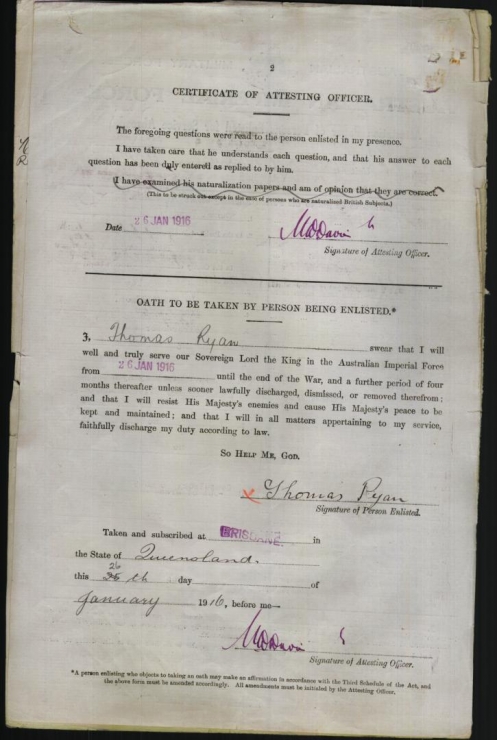 2
CERTIFICATE OF ATTESTING OFFICER.
The foregoing questions were read to the person enlisted in my presence.
I have taken care that he understands each question, and that his answer to each
question has been duly entered as replied to by him.
I have examined his naturalization papers and am of opinion that they are correct.
(This to be struck out except in the case of persons who are naturalized British Subjects.)
Date 26 JAN 1916
Signature of Attesting Officer.
OATH TO BE TAKEN BY PERSON BEING ENLISTED.*
I, Thomas Ryan swear that I will
well and truly serve our Sovereign Lord the King in the Australian Imperial Force
from 26 JAN 1916 until the end of the War, and a further period of four
months thereafter unless sooner lawfully discharged, dismissed, or removed therefrom;
and that I will resist His Majesty's enemies and cause His Majesty's peace to be
kept and maintained; and that I will in all matters appertaining to my service,
faithfully discharge my duty according to law.
SO HELP ME, GOD.
Thomas Ryan
Signature of Person Enlisted.
Taken and subscribed at BRISBANE in
the State of Queensland.
26
this 25 th day of
January 1916, before me—
Signature of Attesting Officer.
*A person enlisting who objects to taking an oath may make an affirmation in accordance with the Third Schedule of the Act, and
the above form must be amended accordingly. All amendments must be initialed by the Attesting Officer.